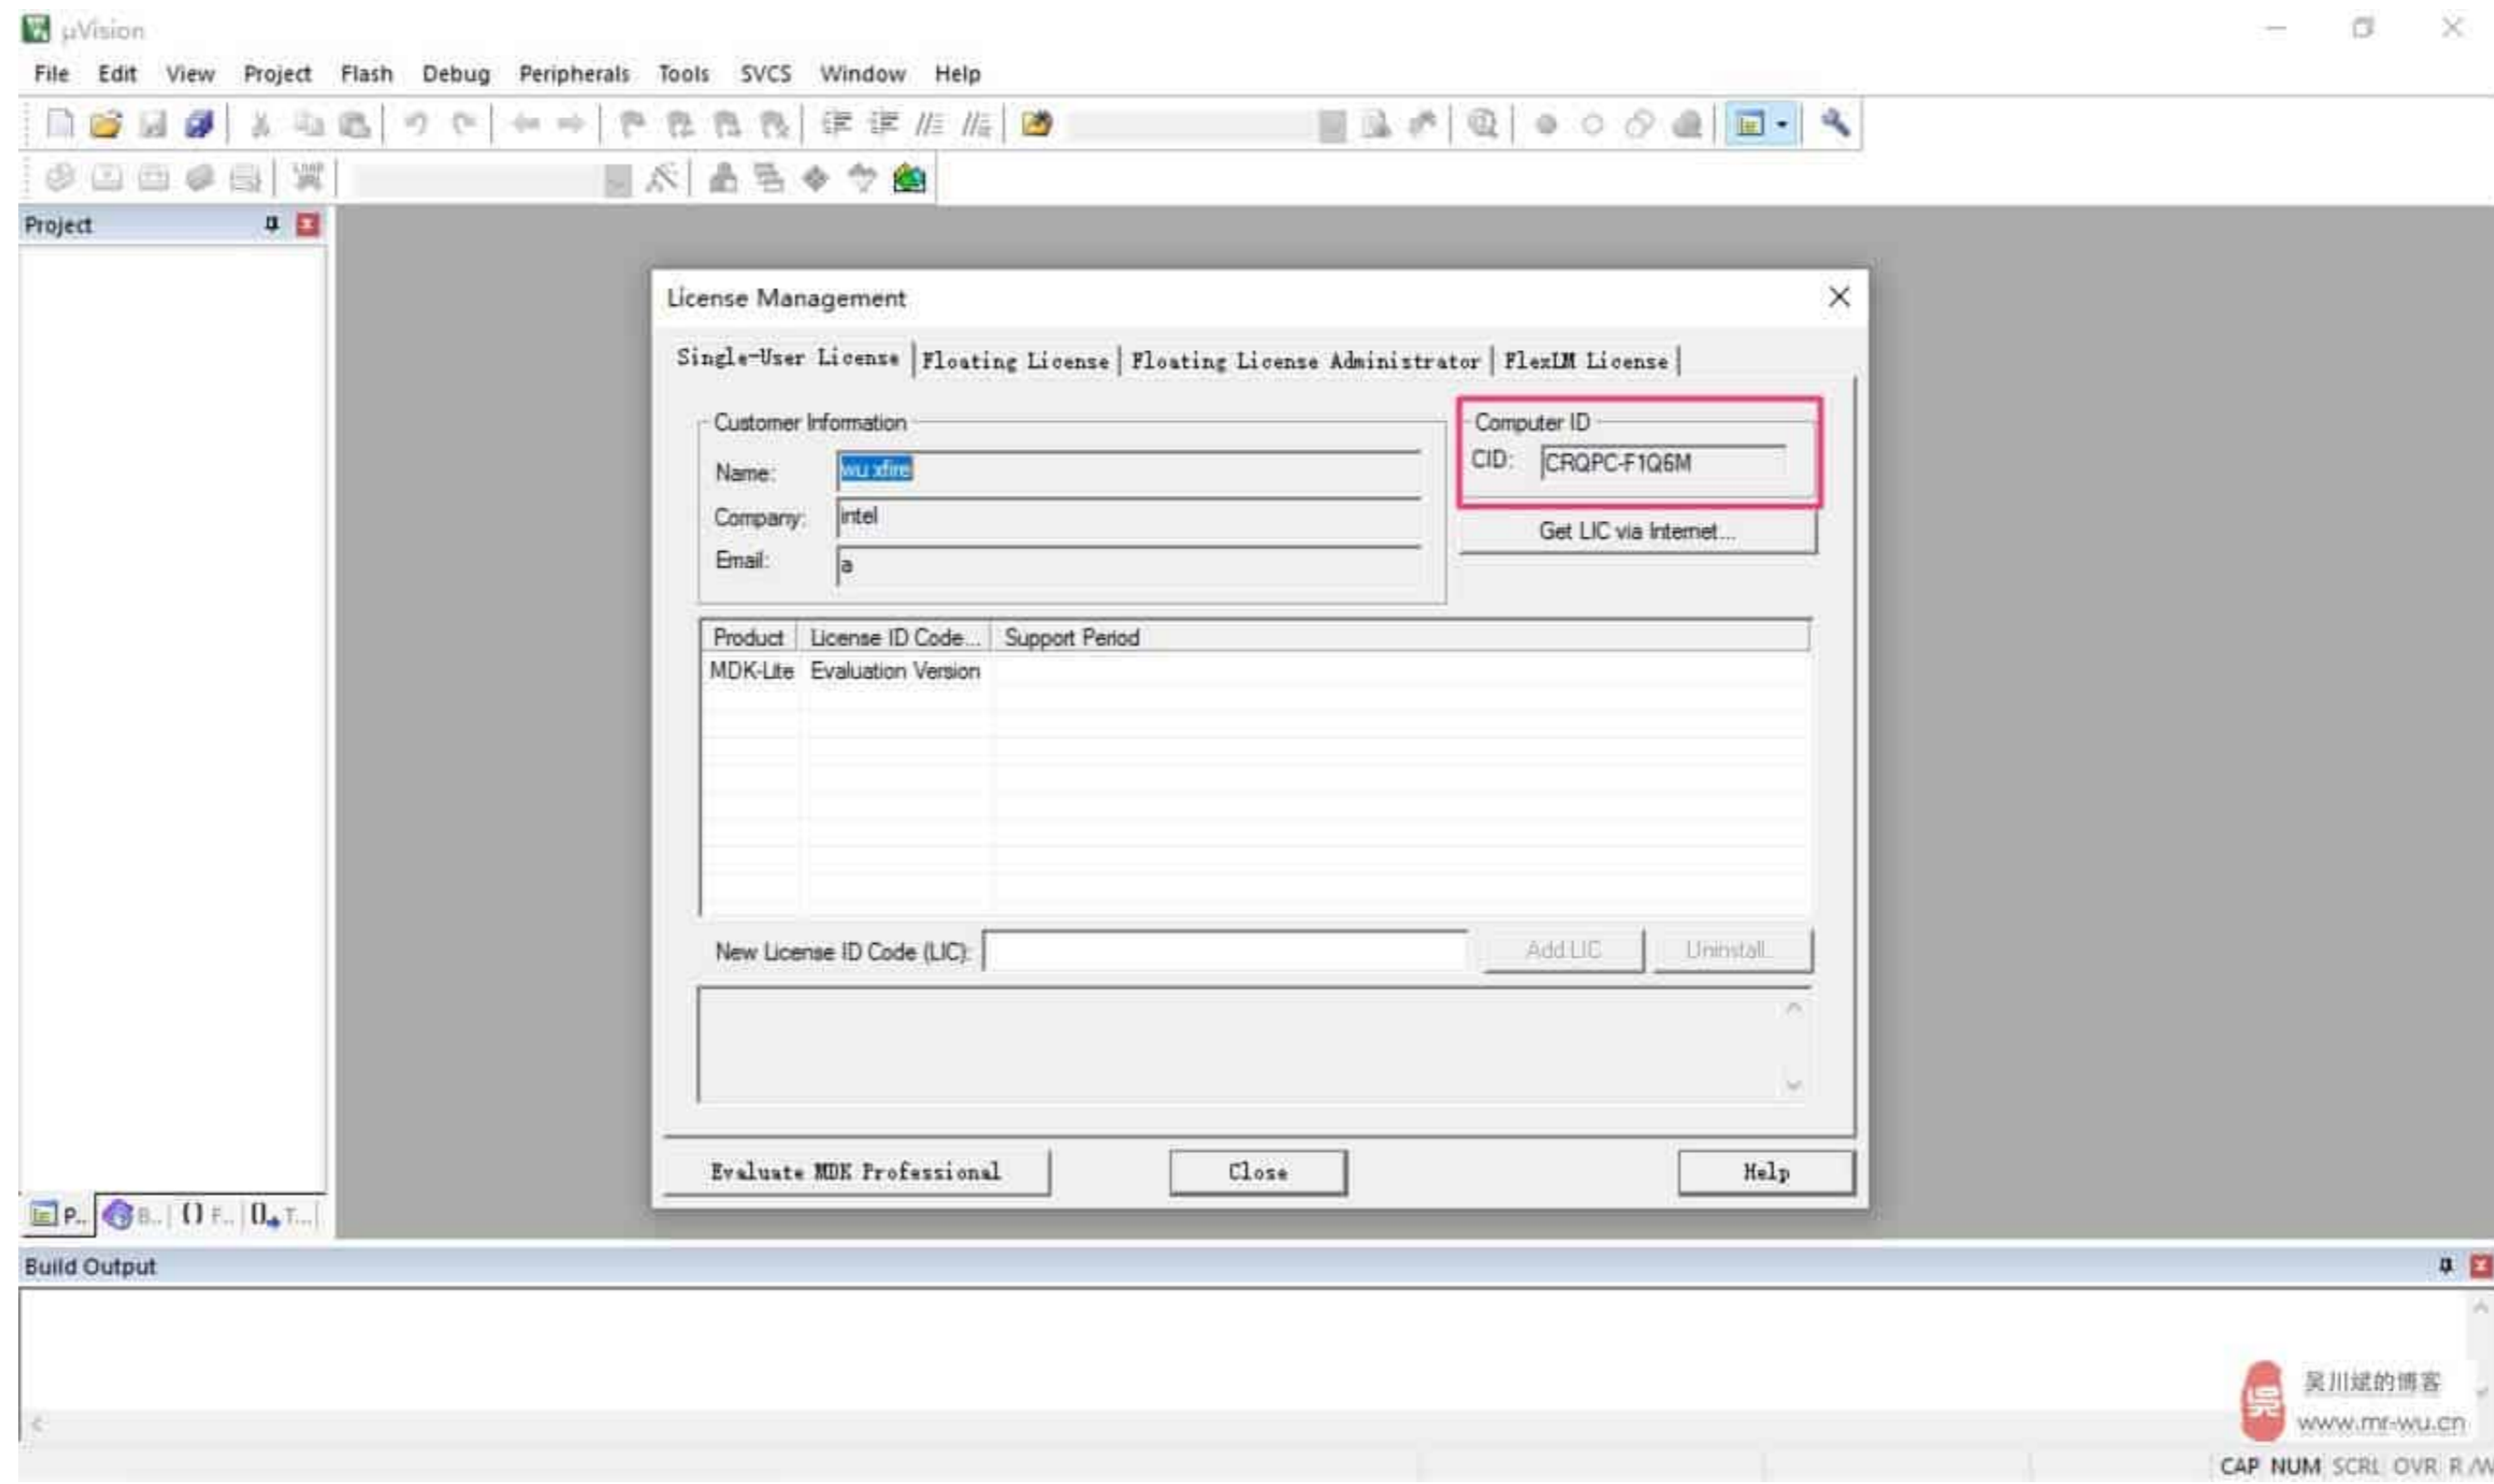 µVision
File Edit View Project Flash Debug Peripherals Tools SVCS Window Help
Project
License Management
Single-User License Floating License Floating License Administrator FlexLM License
Customer Information
Computer ID
Name: wu xfire
CID: CRQPC-F1Q6M
Company: intel
Get LIC via Internet...
Email: a
Product License ID Code... Support Period
MDK-Lite Evaluation Version
New License ID Code (LIC): Add LIC Uninstall...
Evaluate MDK Professional Close Help
P... B... {} F... 0 T...
Build Output
吴川斌的博客
www.mr-wu.cn
CAP NUM SCRL OVR R/W